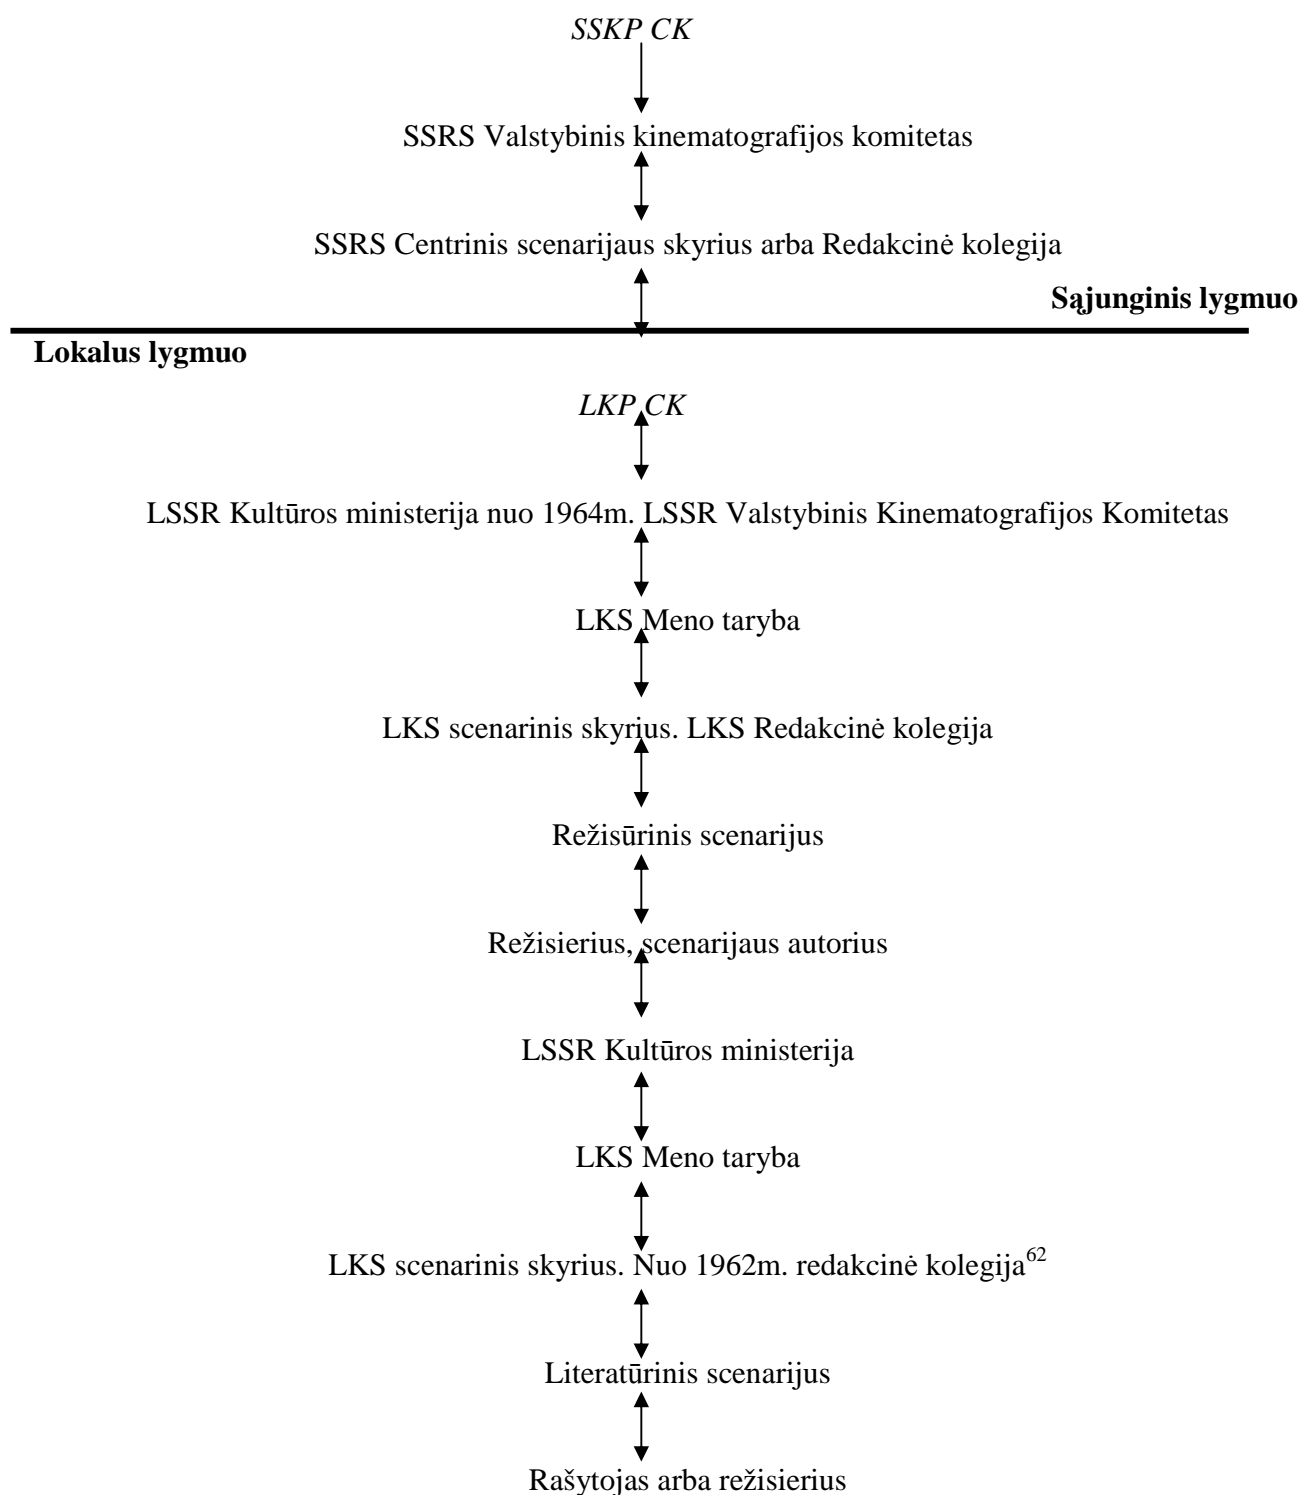 SSKP CK
SSRS Valstybinis kinematografijos komitetas
SSRS Centrinis scenarijaus skyrius arba Redakcinė kolegija
Sąjunginis lygmuo
Lokalus lygmuo
LKP CK
LSSR Kultūros ministerija nuo 1964m. LSSR Valstybinis Kinematografijos Komitetas
LKS Meno taryba
LKS scenarinis skyrius. LKS Redakcinė kolegija
Režisūrinis scenarijus
Režisierius, scenarijaus autorius
LSSR Kultūros ministerija
LKS Meno taryba
LKS scenarinis skyrius. Nuo 1962m. redakcinė kolegija⁶²
Literatūrinis scenarijus
Rašytojas arba režisierius